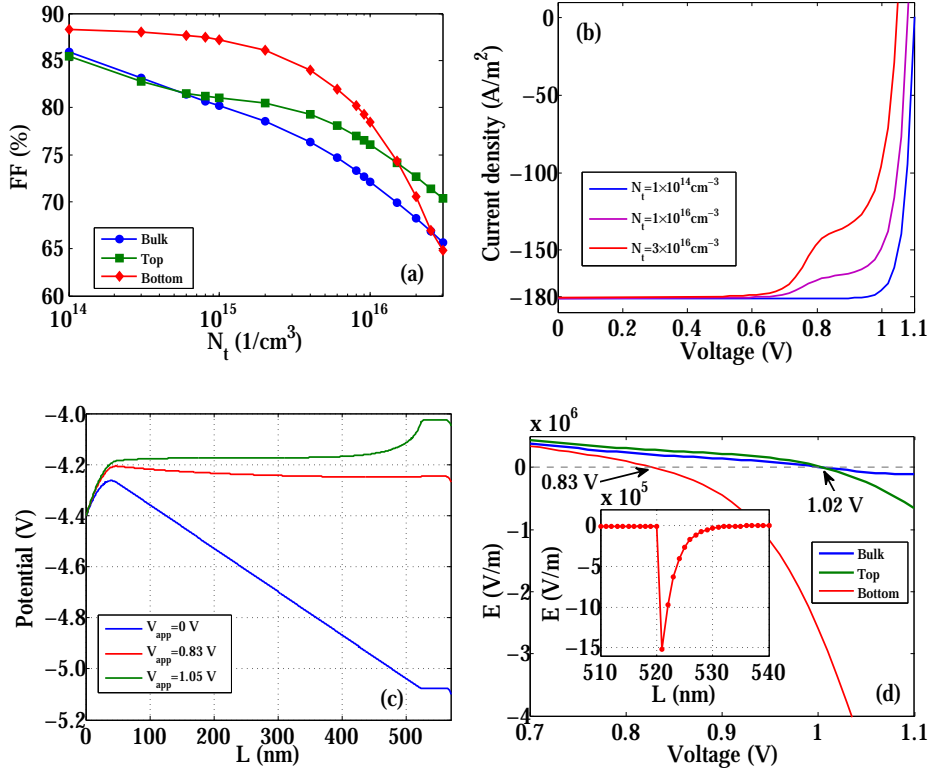 90
85
80
75
70
65
60
FF (%)
10^14
10^15
10^16
N_t (1/cm^3)
Bulk
Top
Bottom
(a)
0
−50
−100
−150
−180
Current density (A/m^2)
0
0.2
0.4
0.6
0.8
1
1.1
Voltage (V)
N_t=1×10^14cm^−3
N_t=1×10^16cm^−3
N_t=3×10^16cm^−3
(b)
−4.0
−4.2
−4.4
−4.6
−4.8
−5.0
−5.2
Potential (V)
0
100
200
300
400
500
L (nm)
V_app=0 V
V_app=0.83 V
V_app=1.05 V
(c)
x 10^6
0
−1
−2
−3
−4
E (V/m)
0.7
0.8
0.9
1
1.1
Voltage (V)
0.83 V
1.02 V
Bulk
Top
Bottom
(d)
x 10^5
0
−5
−10
−15
E (V/m)
510
520
530
540
L (nm)